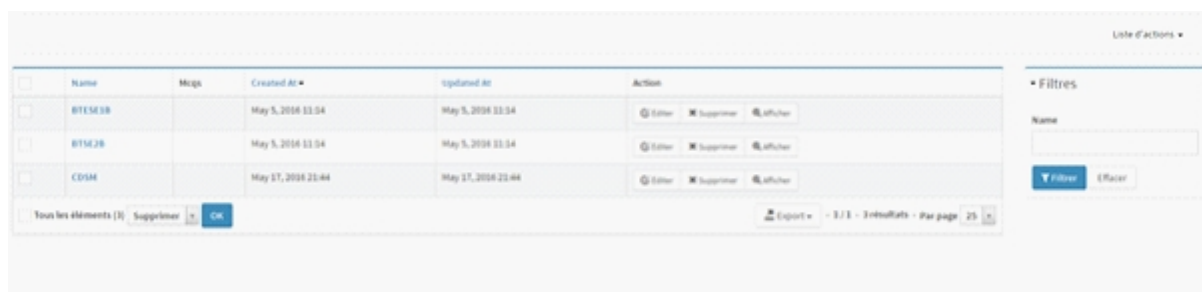 Liste d'actions
Name Mcqs Created At Updated At Action
BTESE1B May 5, 2016 11:14 May 5, 2016 11:14 Editer Supprimer Afficher
BTSE2B May 5, 2016 11:14 May 5, 2016 11:14 Editer Supprimer Afficher
CDSM May 17, 2016 21:44 May 17, 2016 21:44 Editer Supprimer Afficher
Tous les éléments (3) Supprimer OK Export - 1 / 1 - 3 résultats - Par page 25
Filtres
Name
Filtrer Effacer